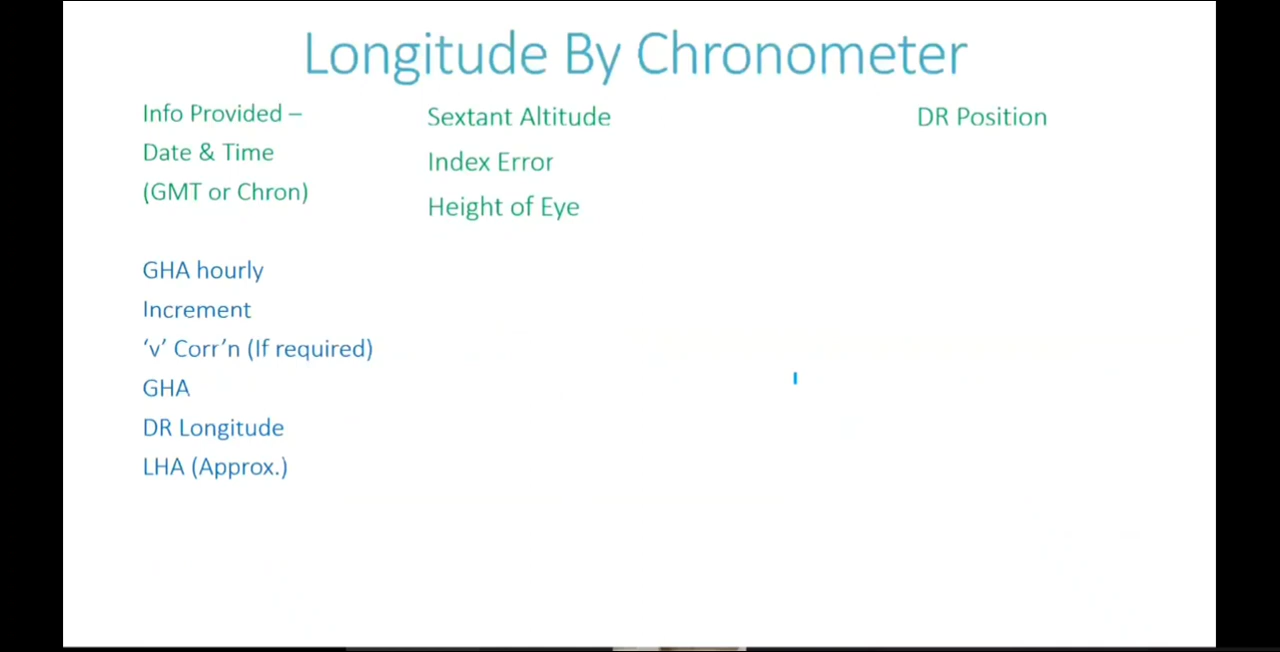 Longitude By Chronometer
Info Provided –
Date & Time
(GMT or Chron)
Sextant Altitude
Index Error
Height of Eye
DR Position
GHA hourly
Increment
‘v’ Corr’n (If required)
GHA
DR Longitude
LHA (Approx.)